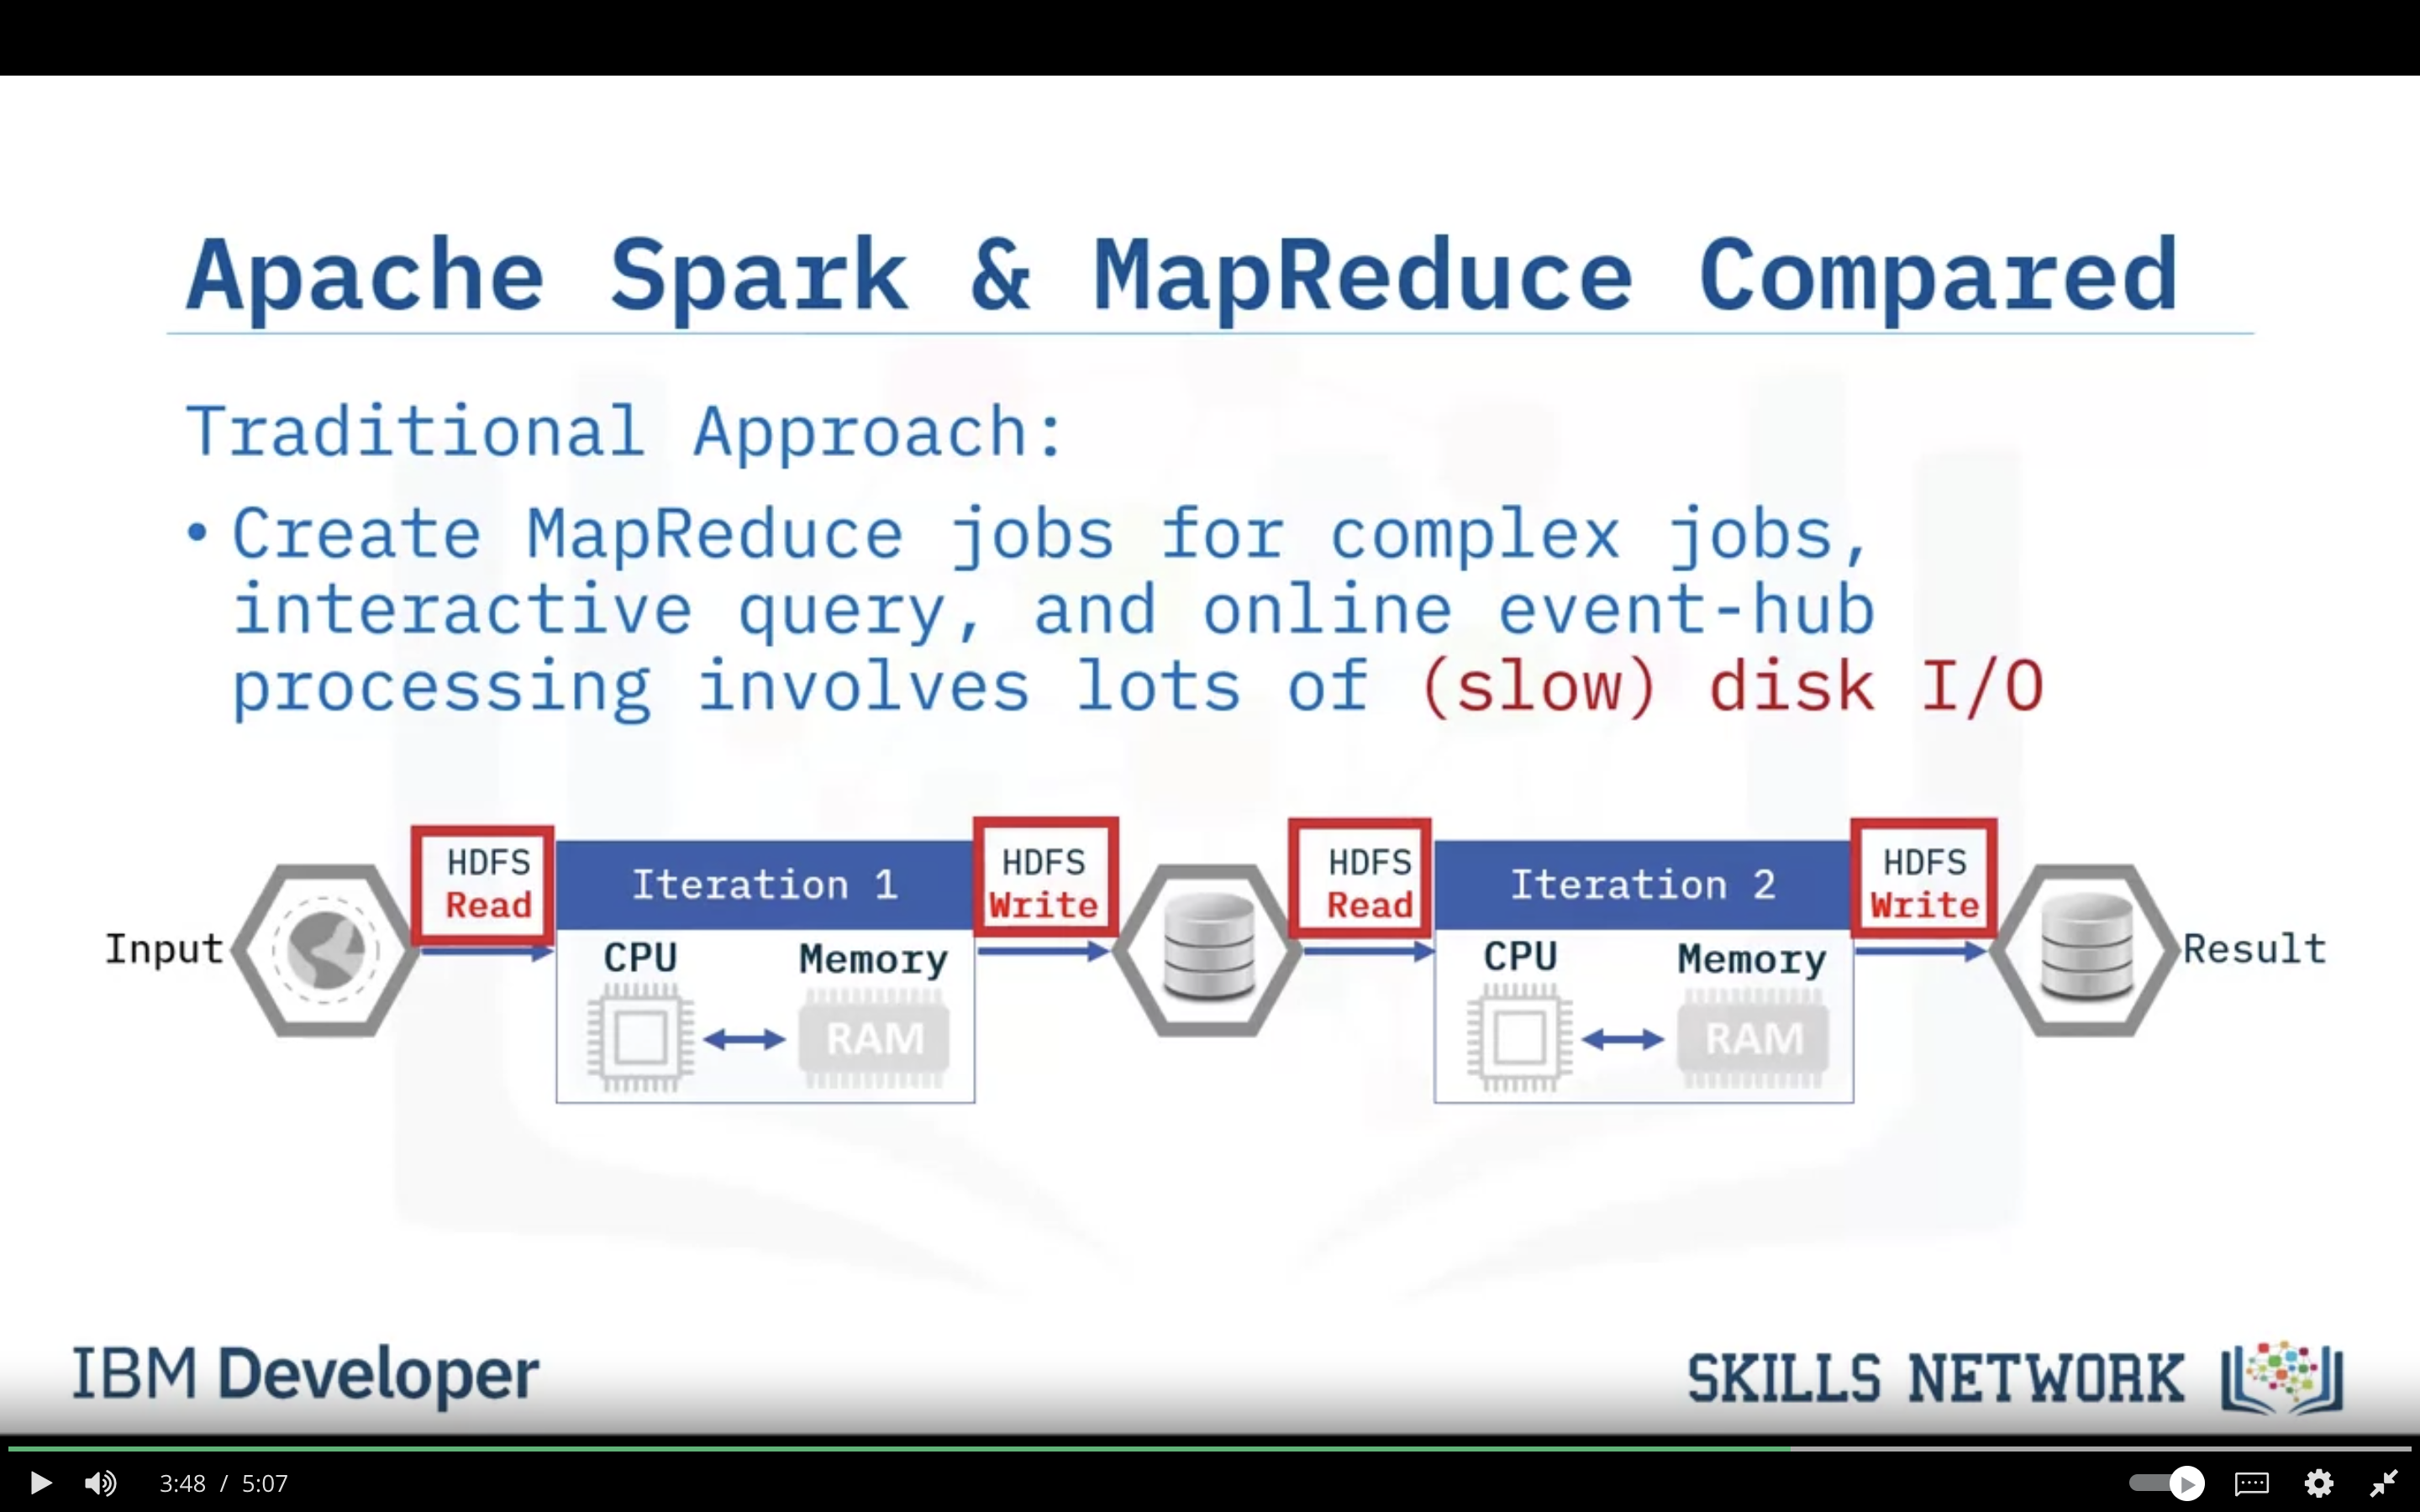 Apache Spark & MapReduce Compared
Traditional Approach:
• Create MapReduce jobs for complex jobs,
interactive query, and online event-hub
processing involves lots of (slow) disk I/O
Input
HDFS
Read
Iteration 1
CPU
Memory
RAM
HDFS
Write
HDFS
Read
Iteration 2
CPU
Memory
RAM
HDFS
Write
Result
IBM Developer
SKILLS NETWORK
3:48 / 5:07